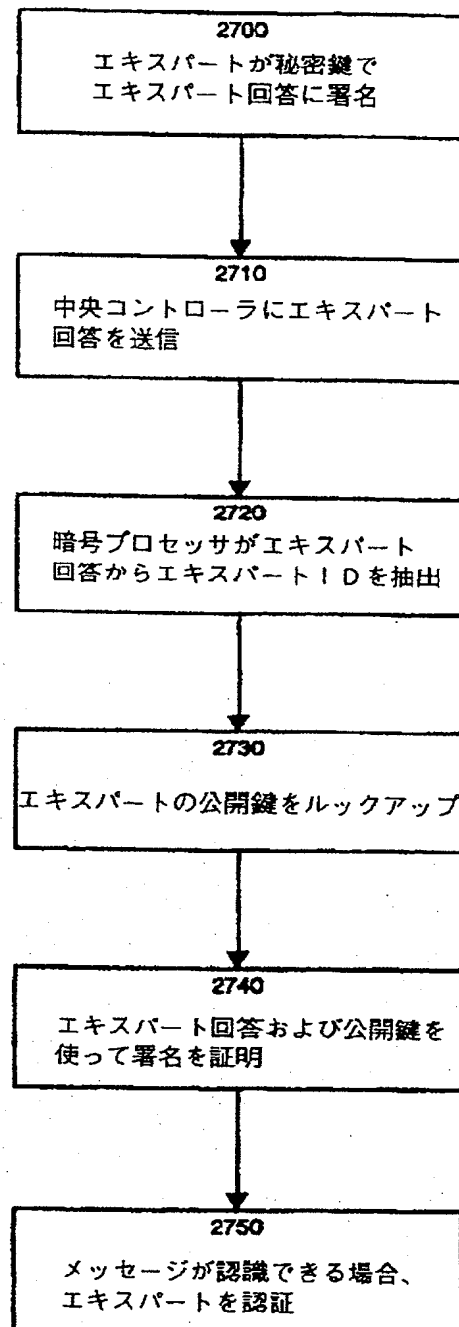 2700
エキスパートが秘密鍵で
エキスパート回答に署名
2710
中央コントローラにエキスパート
回答を送信
2720
暗号プロセッサがエキスパート
回答からエキスパートIDを抽出
2730
エキスパートの公開鍵をルックアップ
2740
エキスパート回答および公開鍵を
使って署名を証明
2750
メッセージが認識できる場合、
エキスパートを認証